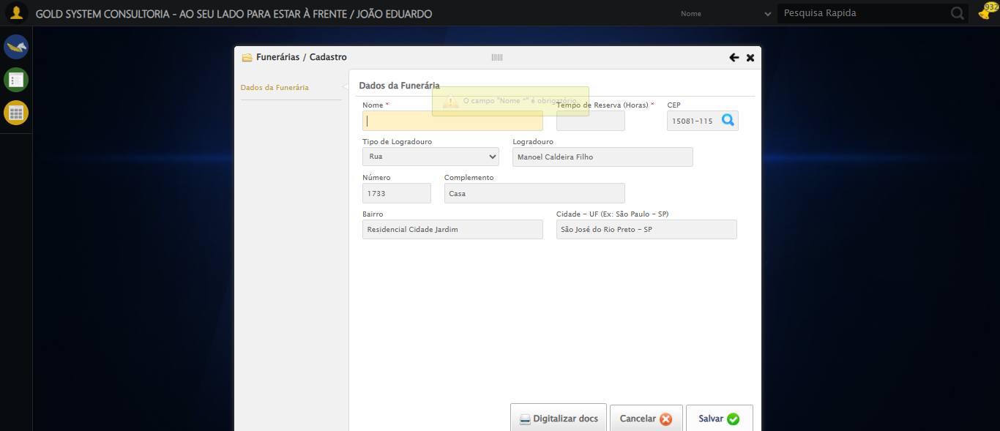 GOLD SYSTEM CONSULTORIA - AO SEU LADO PARA ESTAR À FRENTE / JOÃO EDUARDO
Nome
Pesquisa Rapida
932
Funerárias / Cadastro
Dados da Funerária
Dados da Funerária
O campo "Nome *" é obrigatório.
Nome *
Tempo de Reserva (Horas) *
CEP
15081-115
Tipo de Logradouro
Logradouro
Rua
Manoel Caldeira Filho
Número
Complemento
1733
Casa
Bairro
Cidade - UF (Ex: São Paulo - SP)
Residencial Cidade Jardim
São José do Rio Preto - SP
Digitalizar docs
Cancelar
Salvar